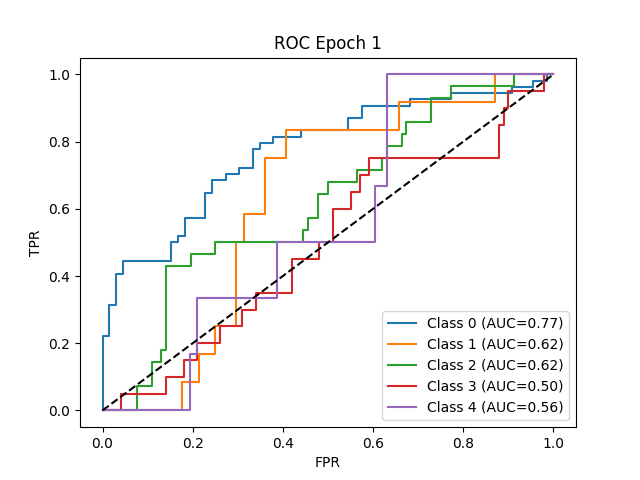 ROC Epoch 1
TPR
1.0
0.8
0.6
0.4
0.2
0.0
Class 0 (AUC=0.77)
Class 1 (AUC=0.62)
Class 2 (AUC=0.62)
Class 3 (AUC=0.50)
Class 4 (AUC=0.56)
0.0 0.2 0.4 0.6 0.8 1.0
FPR